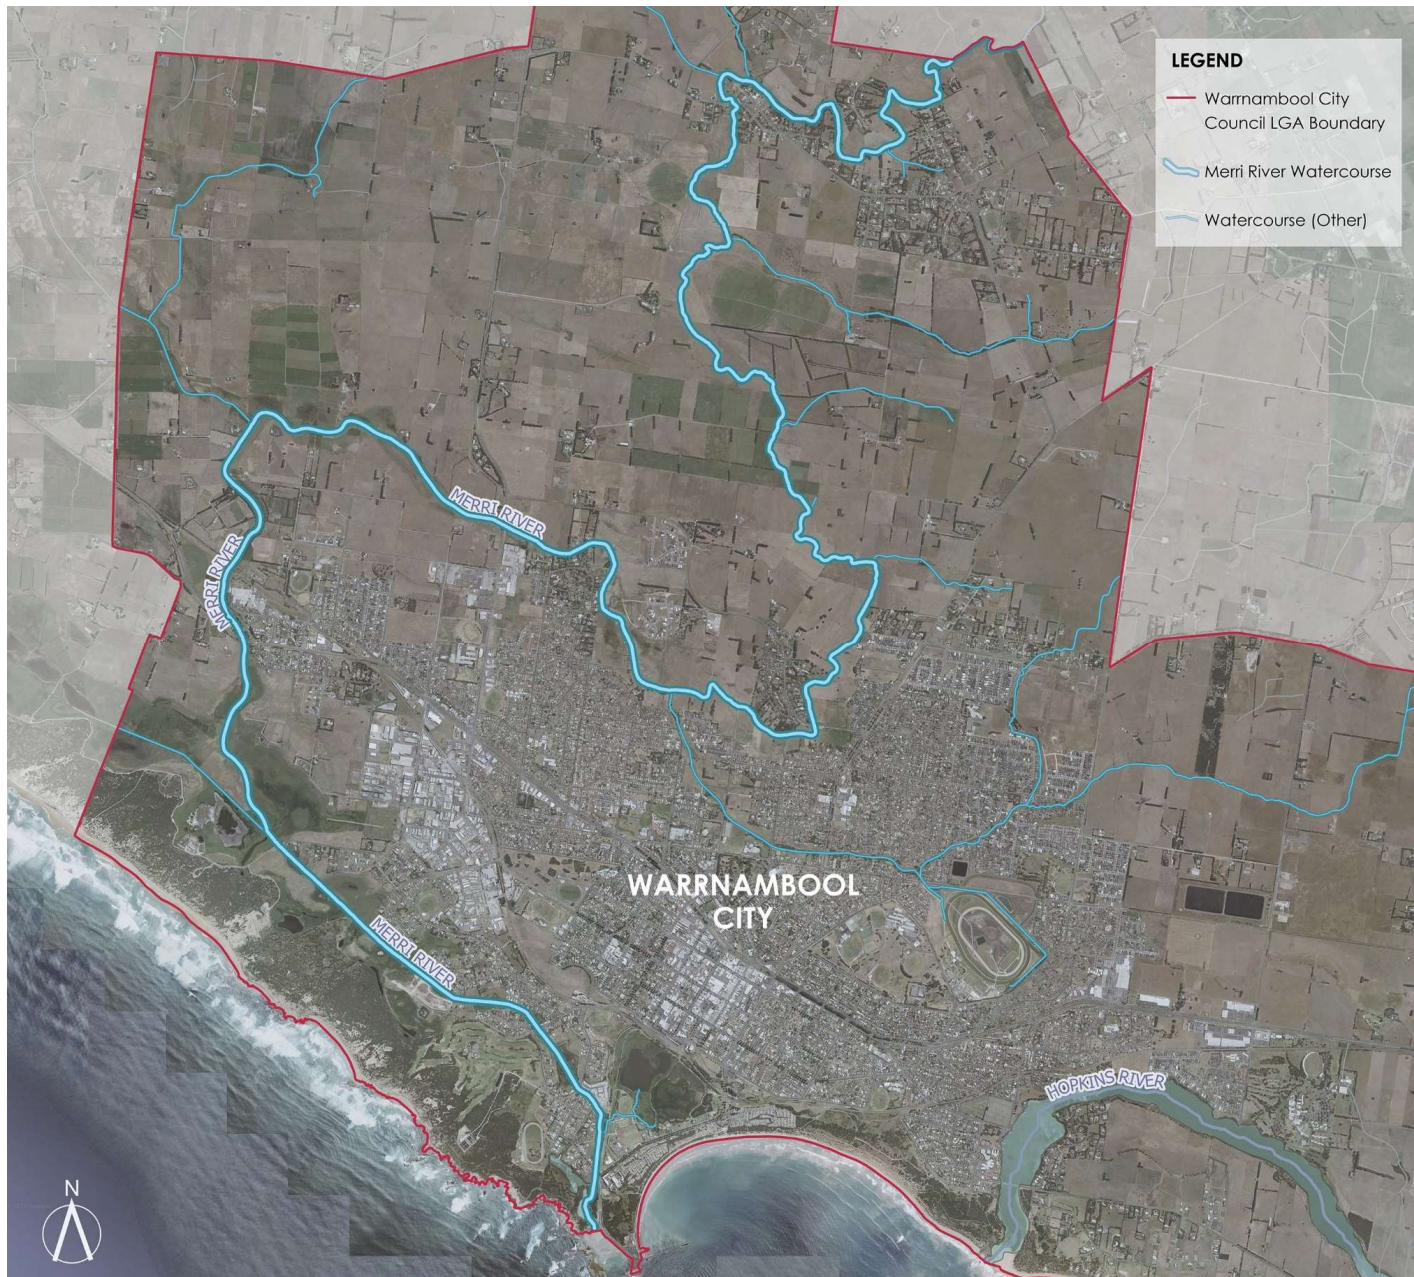 LEGEND
Warrnambool City
Council LGA Boundary
Merri River Watercourse
Watercourse (Other)
MERRI RIVER
MERRI RIVER
WARRNAMBOOL
CITY
MERRI RIVER
HOPKINS RIVER
N